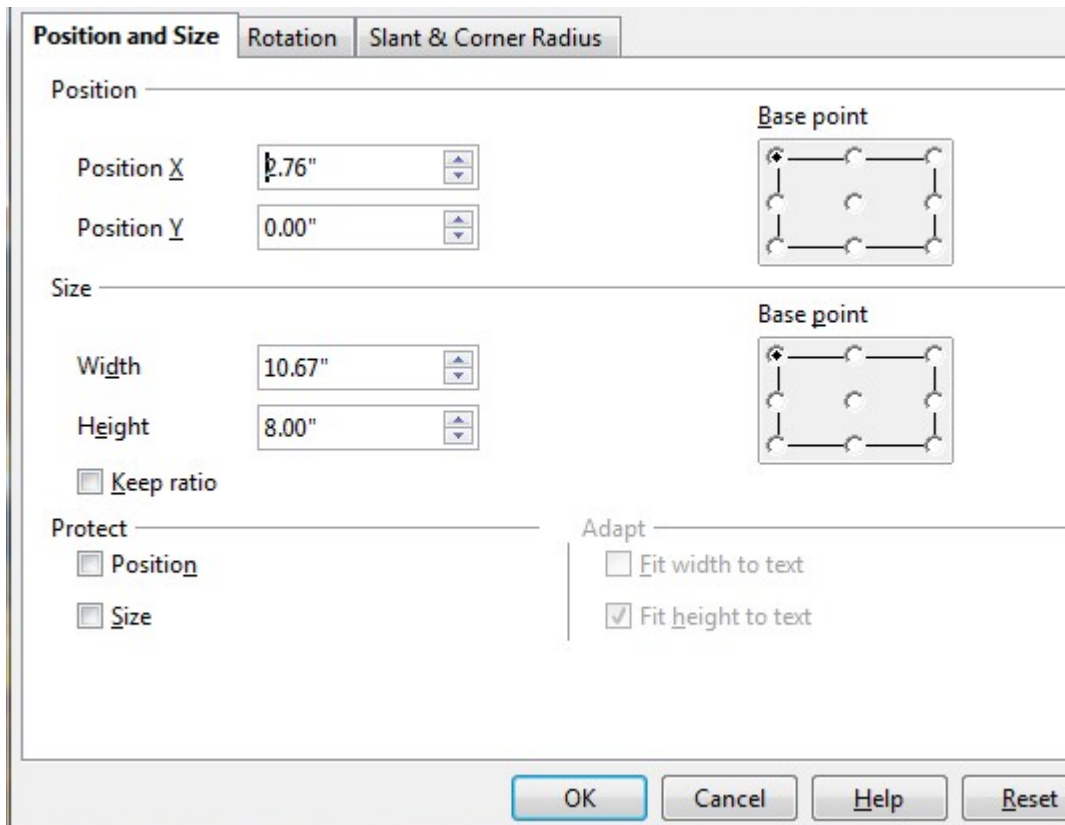 Position and Size Rotation Slant & Corner Radius
Position
Base point
Position X 2.76"
Position Y 0.00"
Size
Base point
Width 10.67"
Height 8.00"
Keep ratio
Protect Adapt
Position Fit width to text
Size Fit height to text
OK Cancel Help Reset